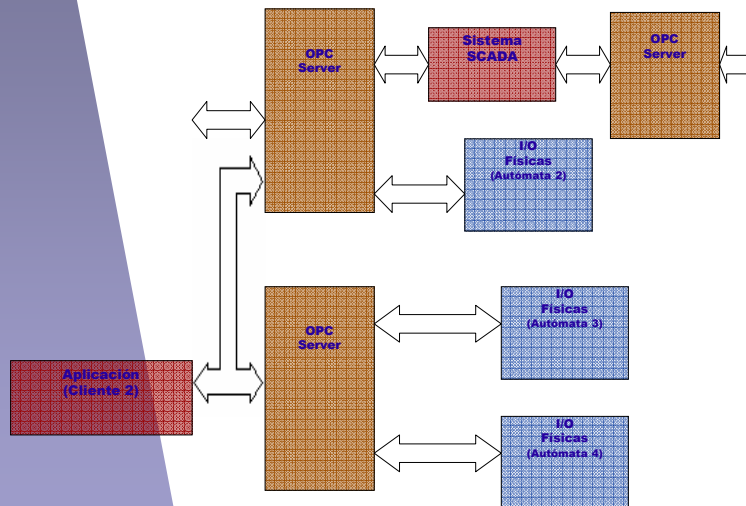 OPC
Server
Sistema
SCADA
OPC
Server
I/O
Físicas
(Autómata 2)
OPC
Server
I/O
Físicas
(Autómata 3)
Aplicación
(Cliente 2)
I/O
Físicas
(Autómata 4)